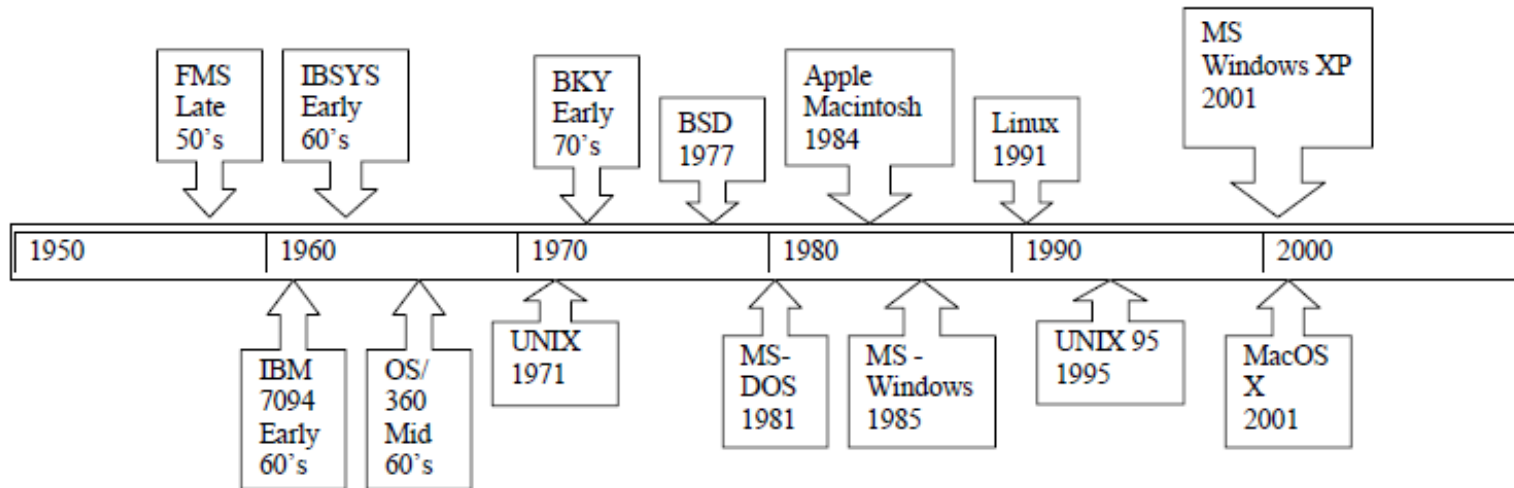 FMS
Late
50’s
IBSYS
Early
60’s
BKY
Early
70’s
BSD
1977
Apple
Macintosh
1984
Linux
1991
MS
Windows XP
2001
1950
1960
1970
1980
1990
2000
IBM
7094
Early
60’s
OS/
360
Mid
60’s
UNIX
1971
MS-
DOS
1981
MS -
Windows
1985
UNIX 95
1995
MacOS
X
2001